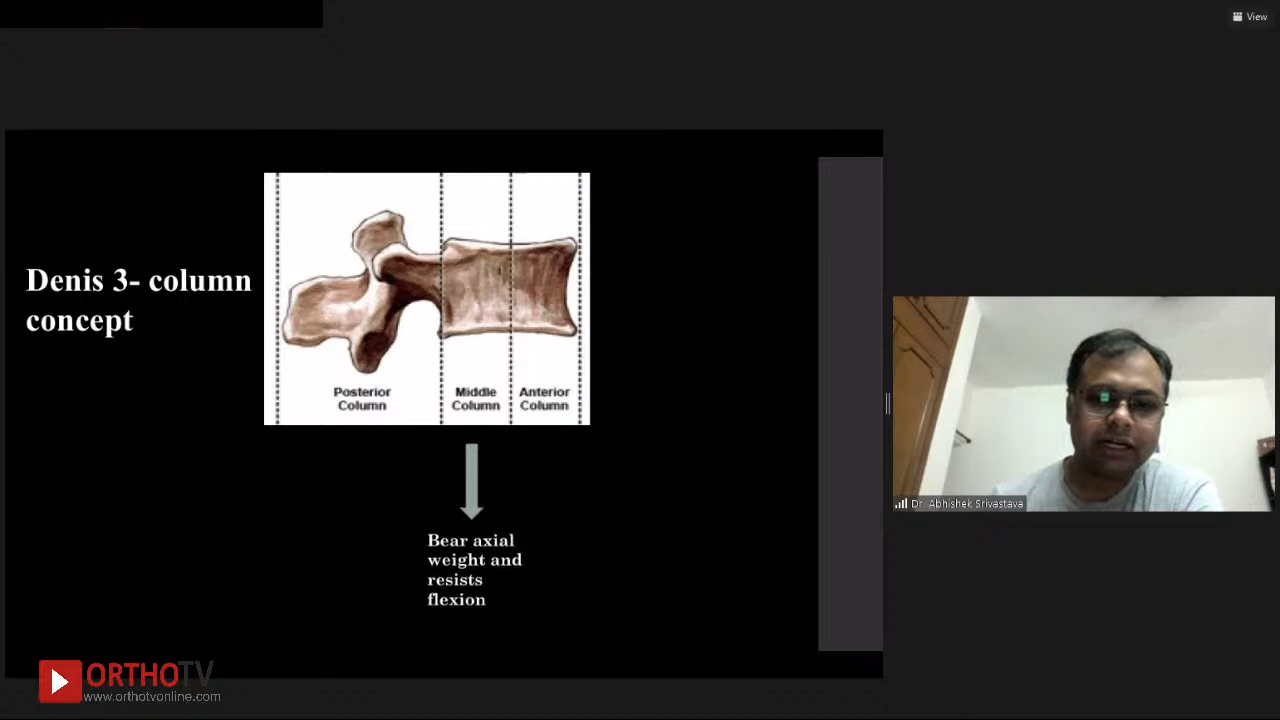 View
Denis 3- column
concept
Posterior
Column
Middle
Column
Anterior
Column
Bear axial
weight and
resists
flexion
Dr. Abhishek Srivastava
ORTHOTV
www.orthotvonline.com